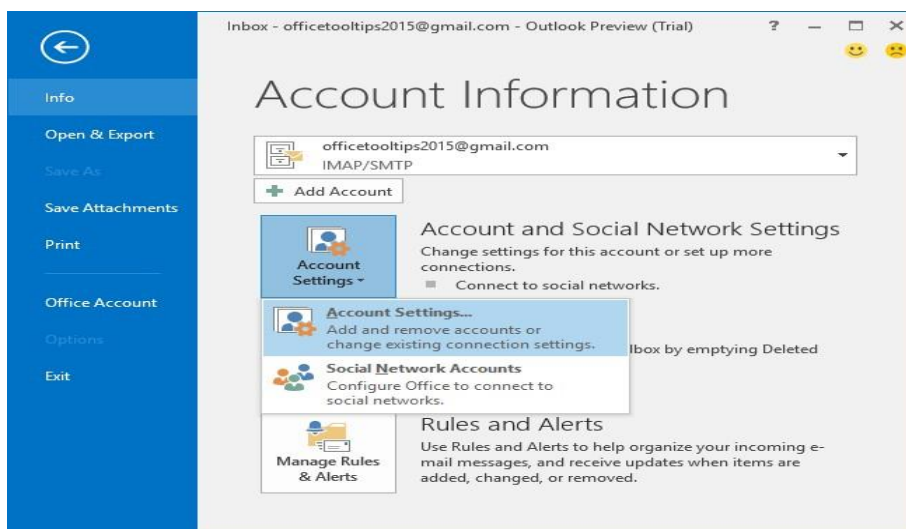 Inbox - officetooltips2015@gmail.com - Outlook Preview (Trial) ?
Info
Open & Export
Save As
Save Attachments
Print
Office Account
Options
Exit
Account Information
officetooltips2015@gmail.com
IMAP/SMTP
Add Account
Account
Settings
Account and Social Network Settings
Change settings for this account or set up more
connections.
Connect to social networks.
Account Settings...
Add and remove accounts or
change existing connection settings.
Social Network Accounts
Configure Office to connect to
social networks.
lbox by emptying Deleted
Manage Rules
& Alerts
Rules and Alerts
Use Rules and Alerts to help organize your incoming e-
mail messages, and receive updates when items are
added, changed, or removed.